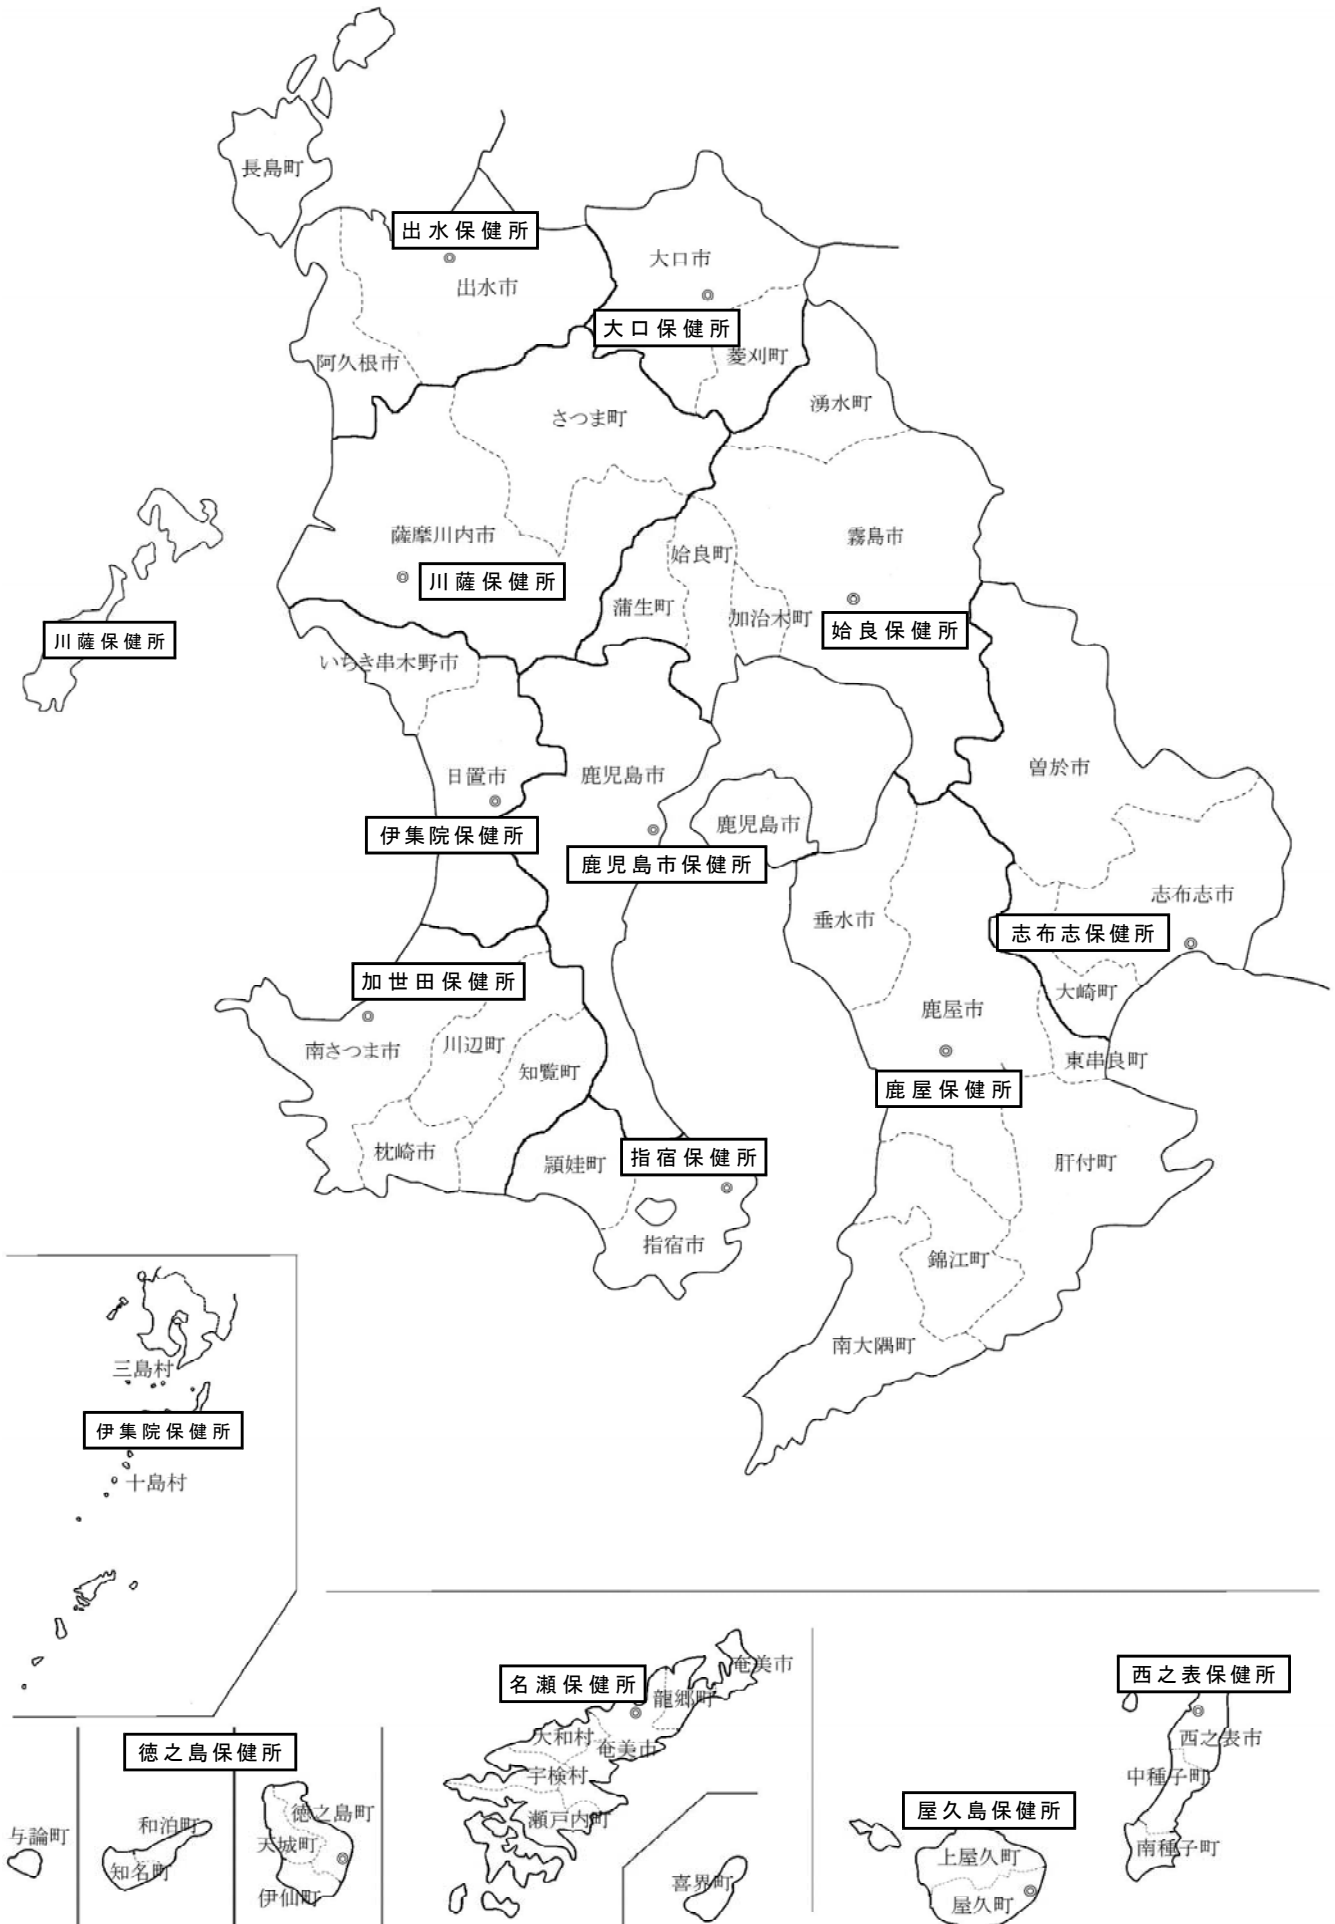 長島町
出水保健所
出水市
大口市
大口保健所
菱刈町
阿久根市
湧水町
さつま町
薩摩川内市
川薩保健所
姶良町
霧島市
蒲生町
加治木町
姶良保健所
川薩保健所
いちき串木野市
日置市
鹿児島市
曽於市
伊集院保健所
鹿児島市
鹿児島市保健所
垂水市
志布志市
志布志保健所
加世田保健所
大崎町
鹿屋市
南さつま市
川辺町
知覧町
東串良町
鹿屋保健所
枕崎市
頴娃町
指宿保健所
肝付町
指宿市
錦江町
南大隅町
三島村
伊集院保健所
十島村
名瀬保健所
奄美市
龍郷町
大和村
奄美市
宇検村
瀬戸内町
喜界町
西之表保健所
西之表市
中種子町
南種子町
屋久島保健所
上屋久町
屋久町
徳之島保健所
徳之島町
天城町
伊仙町
和泊町
知名町
与論町